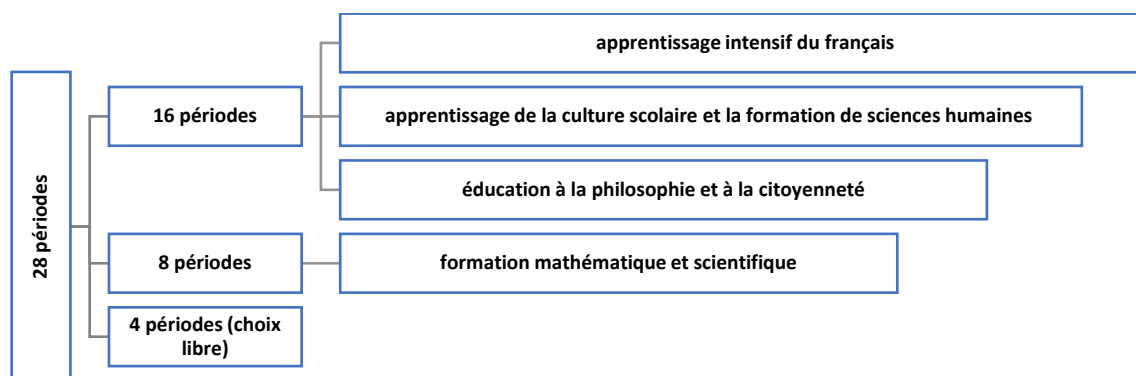 28 périodes
16 périodes
apprentissage intensif du français
apprentissage de la culture scolaire et la formation de sciences humaines
éducation à la philosophie et à la citoyenneté
8 périodes
formation mathématique et scientifique
4 périodes (choix
libre)